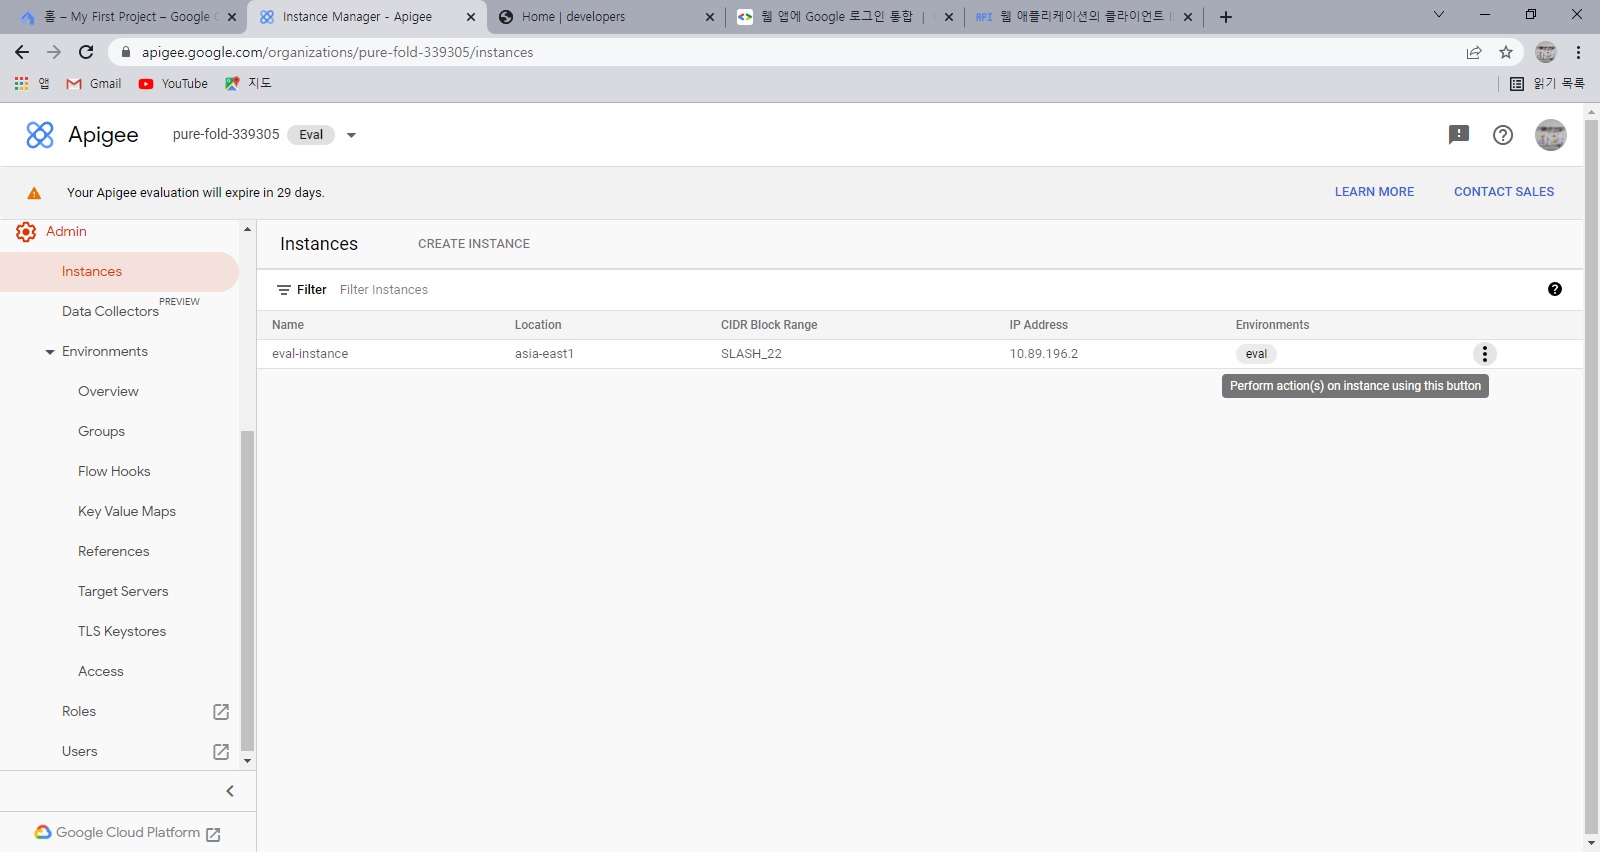 홈 – My First Project – Google
Instance Manager - Apigee
Home | developers
웹 앱에 Google 로그인 통합 |
API 웹 애플리케이션의 클라이언트
apigee.google.com/organizations/pure-fold-339305/instances
앱 Gmail YouTube 지도 읽기 목록
Apigee pure-fold-339305 Eval
Your Apigee evaluation will expire in 29 days. LEARN MORE CONTACT SALES
Admin
Instances
Data Collectors PREVIEW
Environments
Overview
Groups
Flow Hooks
Key Value Maps
References
Target Servers
TLS Keystores
Access
Roles
Users
Google Cloud Platform
Instances CREATE INSTANCE
Filter Filter Instances
Name Location CIDR Block Range IP Address Environments
eval-instance asia-east1 SLASH_22 10.89.196.2 eval
Perform action(s) on instance using this button